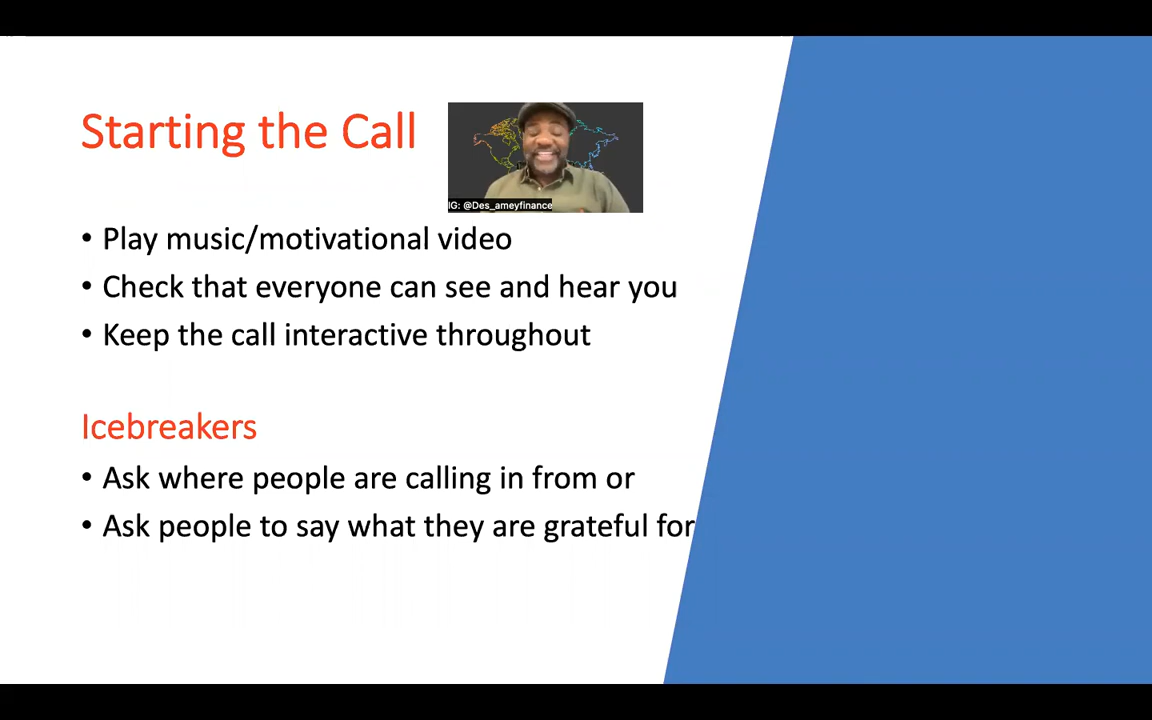 Starting the Call
IG: @Des_ameyfinance
• Play music/motivational video
• Check that everyone can see and hear you
• Keep the call interactive throughout
Icebreakers
• Ask where people are calling in from or
• Ask people to say what they are grateful for